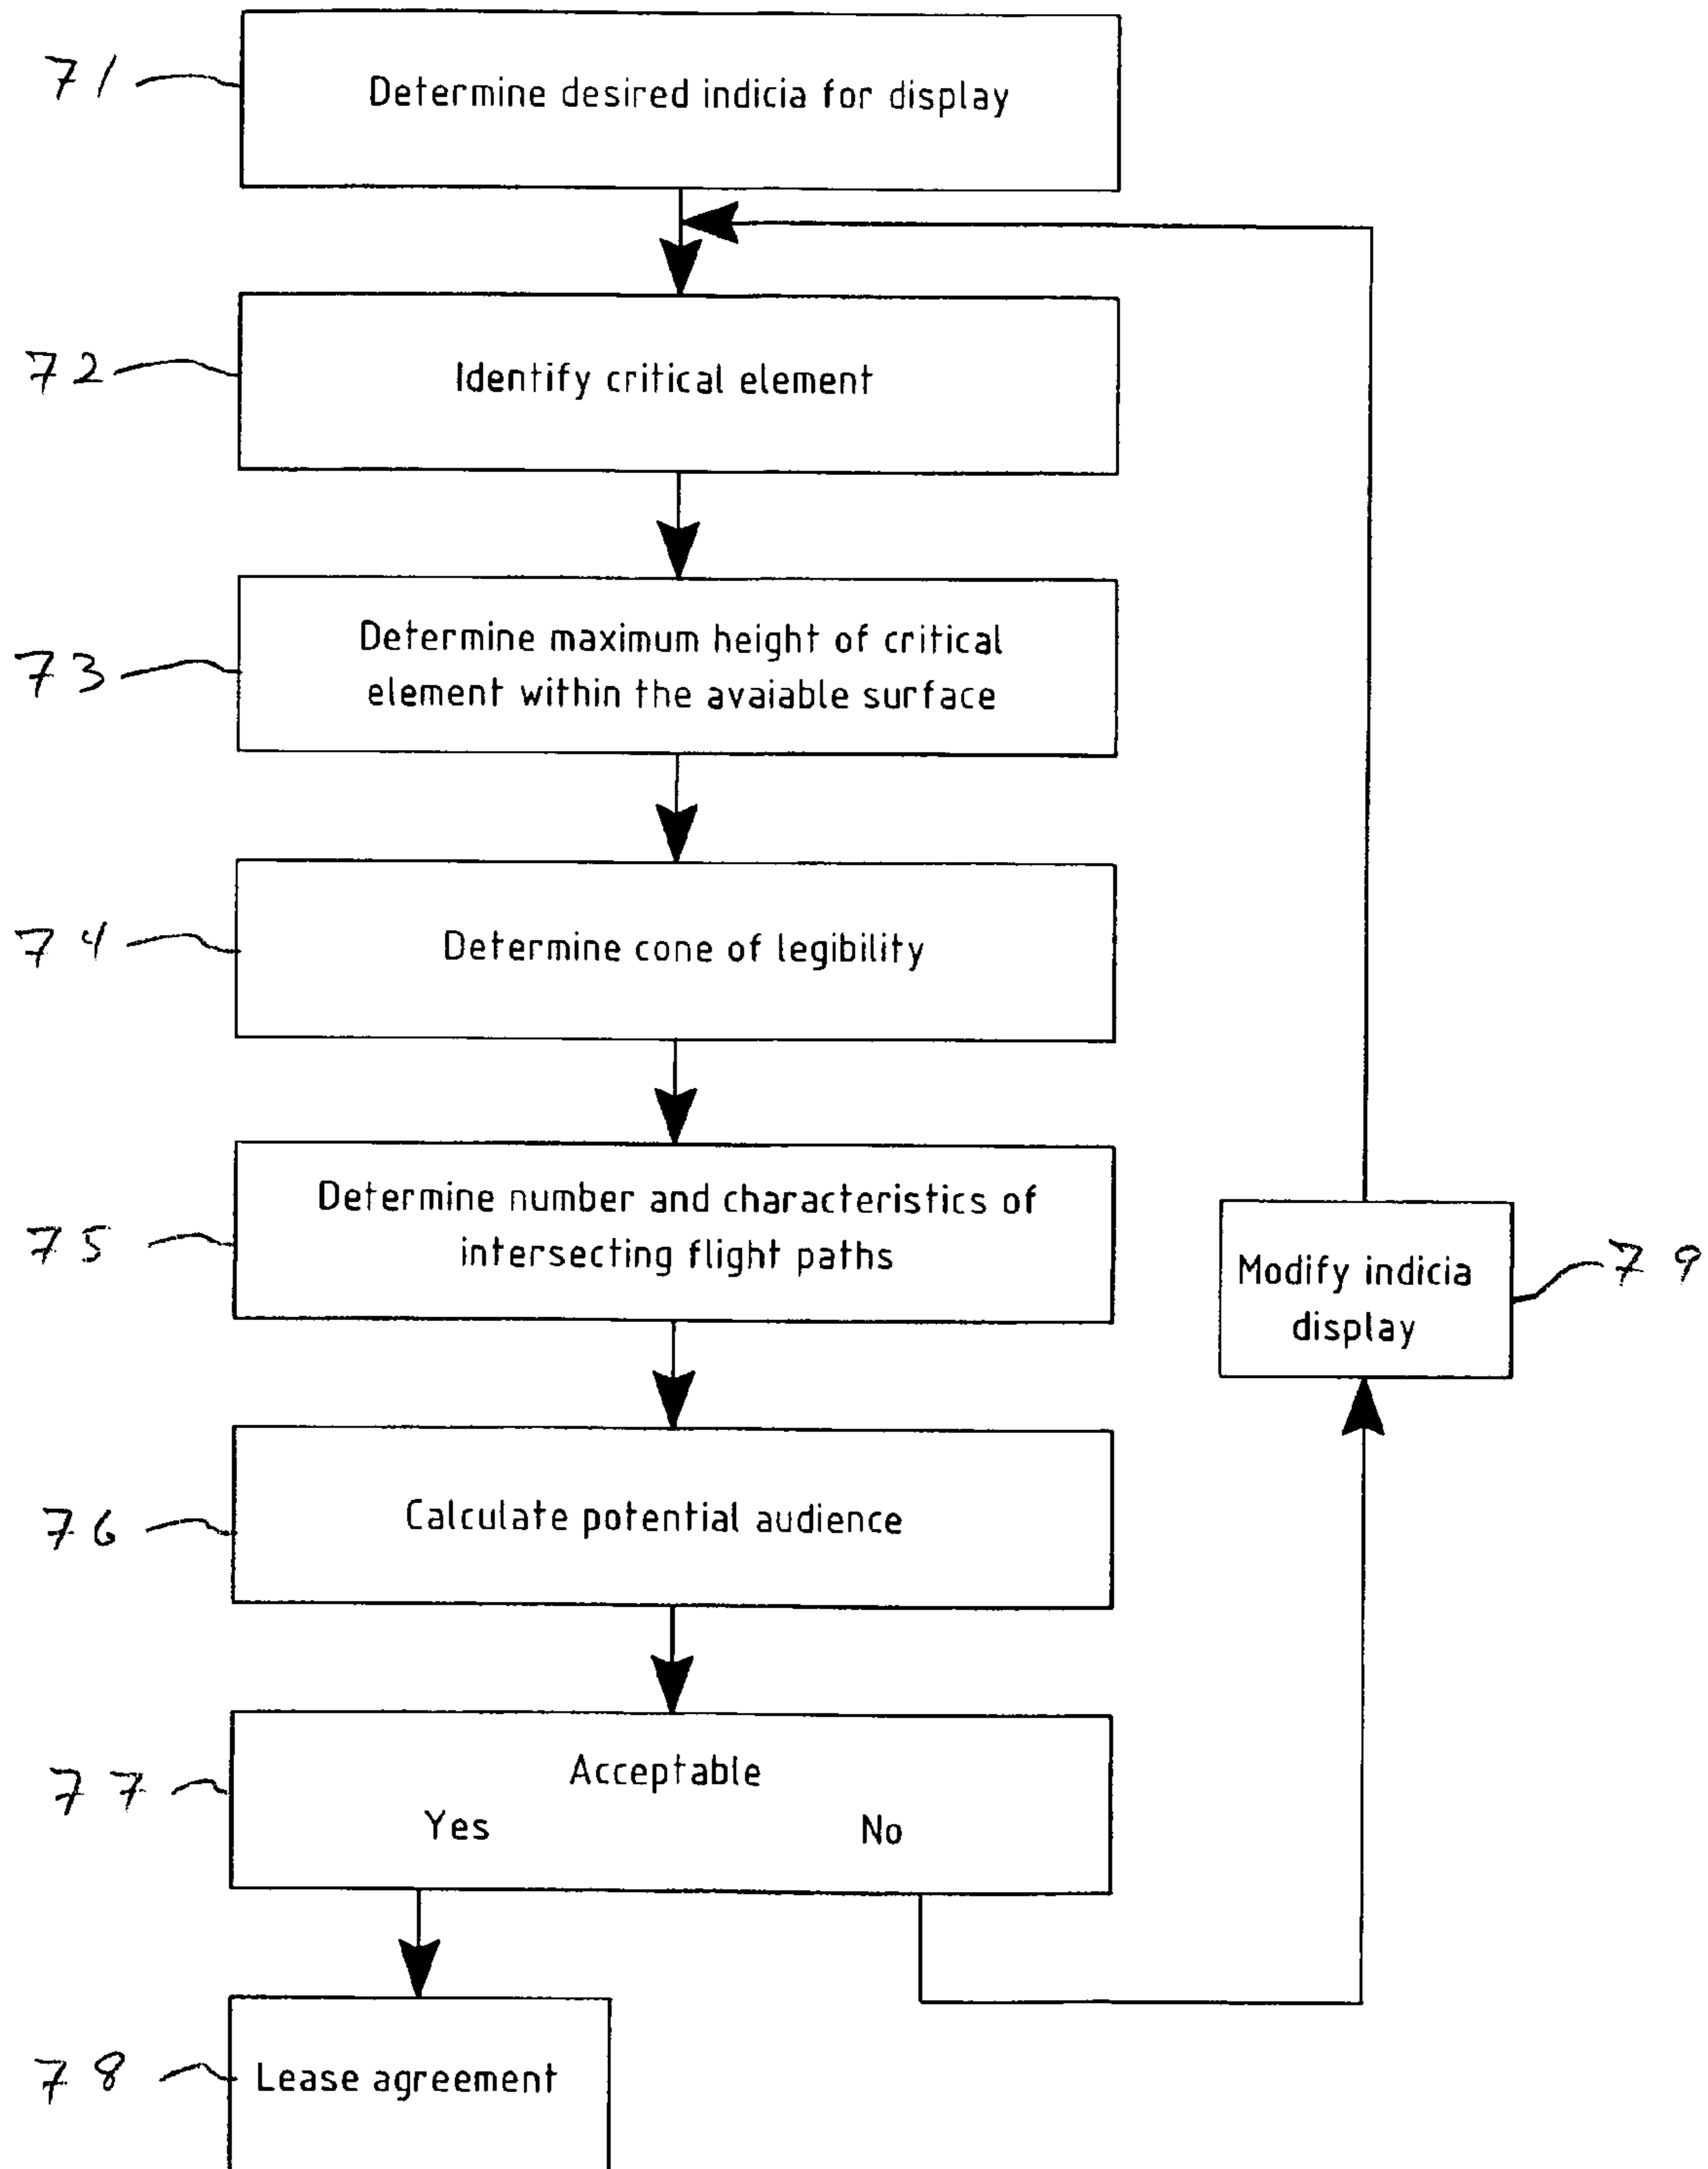 71
Determine desired indicia for display
72
Identify critical element
73
Determine maximum height of critical
element within the avaiable surface
74
Determine cone of legibility
75
Determine number and characteristics of
intersecting flight paths
Modify indicia
display
79
76
Calculate potential audience
77
Acceptable
Yes No
78
Lease agreement